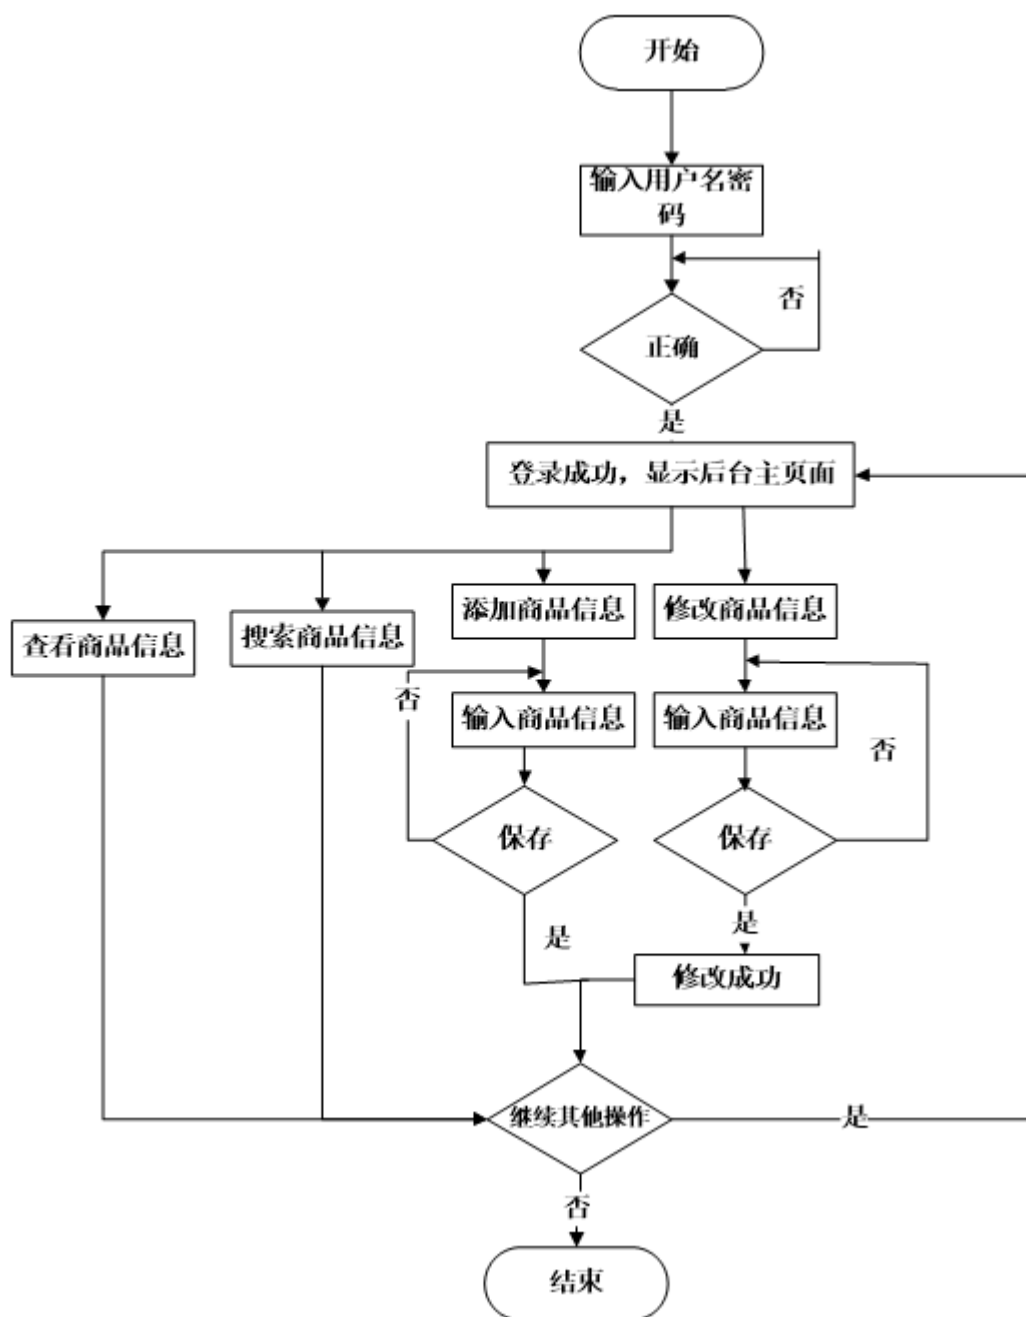 开始
输入用户名密
码
否
正确
是
登录成功，显示后台主页面
添加商品信息
修改商品信息
查看商品信息
搜索商品信息
否
输入商品信息
输入商品信息
否
保存
保存
是
是
修改成功
继续其他操作
是
否
结束